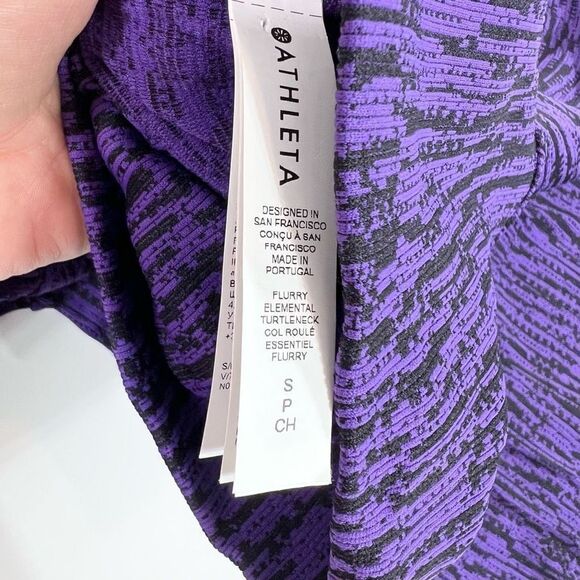 ATHLETA
DESIGNED IN
SAN FRANCISCO
CONÇU À SAN
FRANCISCO
MADE IN
PORTUGAL
FLURRY
ELEMENTAL
TURTLENECK
COL ROULÉ
ESSENTIEL
FLURRY
S
P
CH